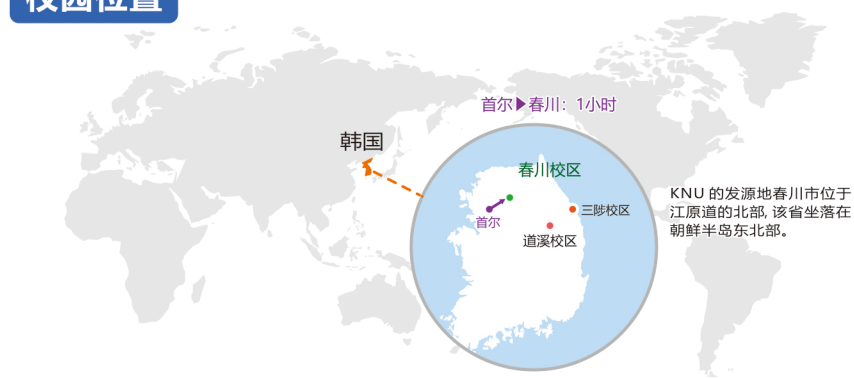 校园位置
首尔▶春川：1小时
韩国
春川校区
KNU 的发源地春川市位于
江原道的北部, 该省坐落在
朝鲜半岛东北部。
三陟校区
首尔
道溪校区